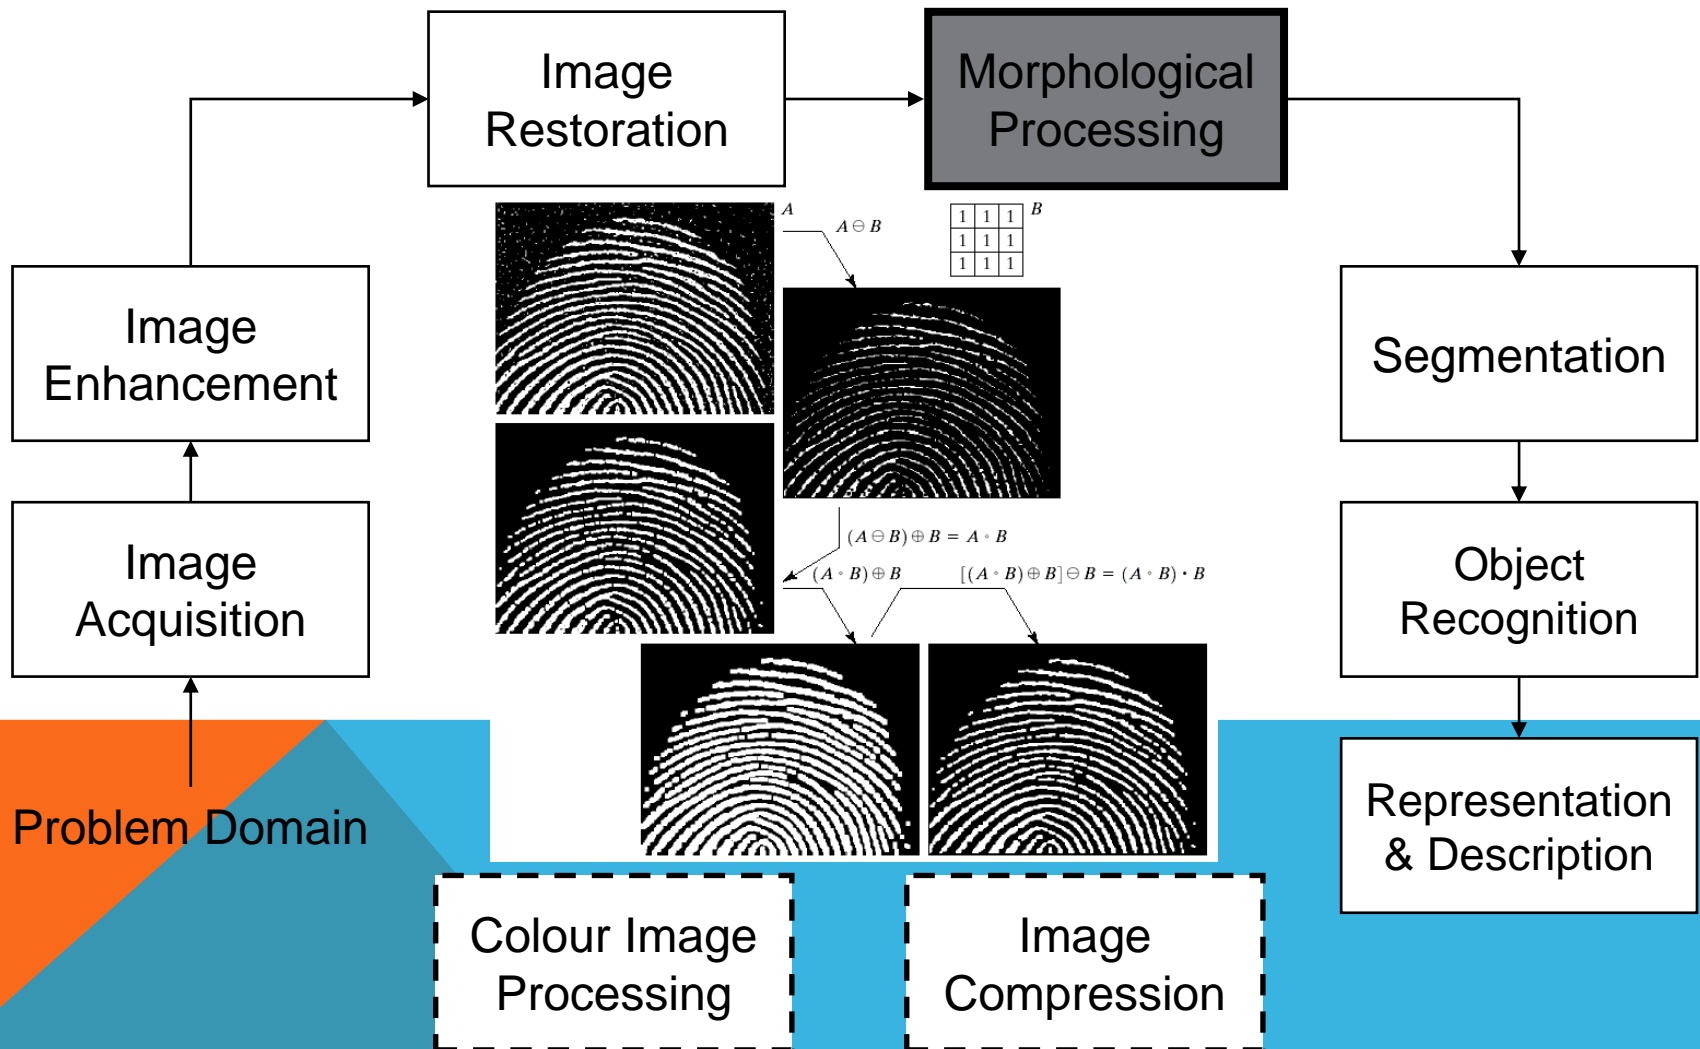 Image
Restoration
Morphological
Processing
A
A ⊖ B
1 1 1 B
1 1 1
1 1 1
Image
Enhancement
Segmentation
(A ⊖ B) ⊕ B = A ∘ B
(A ∘ B) ⊕ B
[(A ∘ B) ⊕ B] ⊖ B = (A ∘ B) • B
Image
Acquisition
Object
Recognition
Problem Domain
Representation
& Description
Colour Image
Processing
Image
Compression